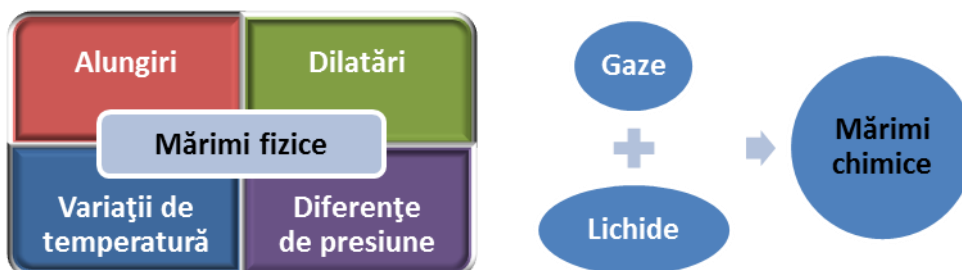 Alungiri
Dilatări
Mărimi fizice
Variaţii de
temperatură
Diferenţe
de presiune
Gaze
Lichide
Mărimi
chimice